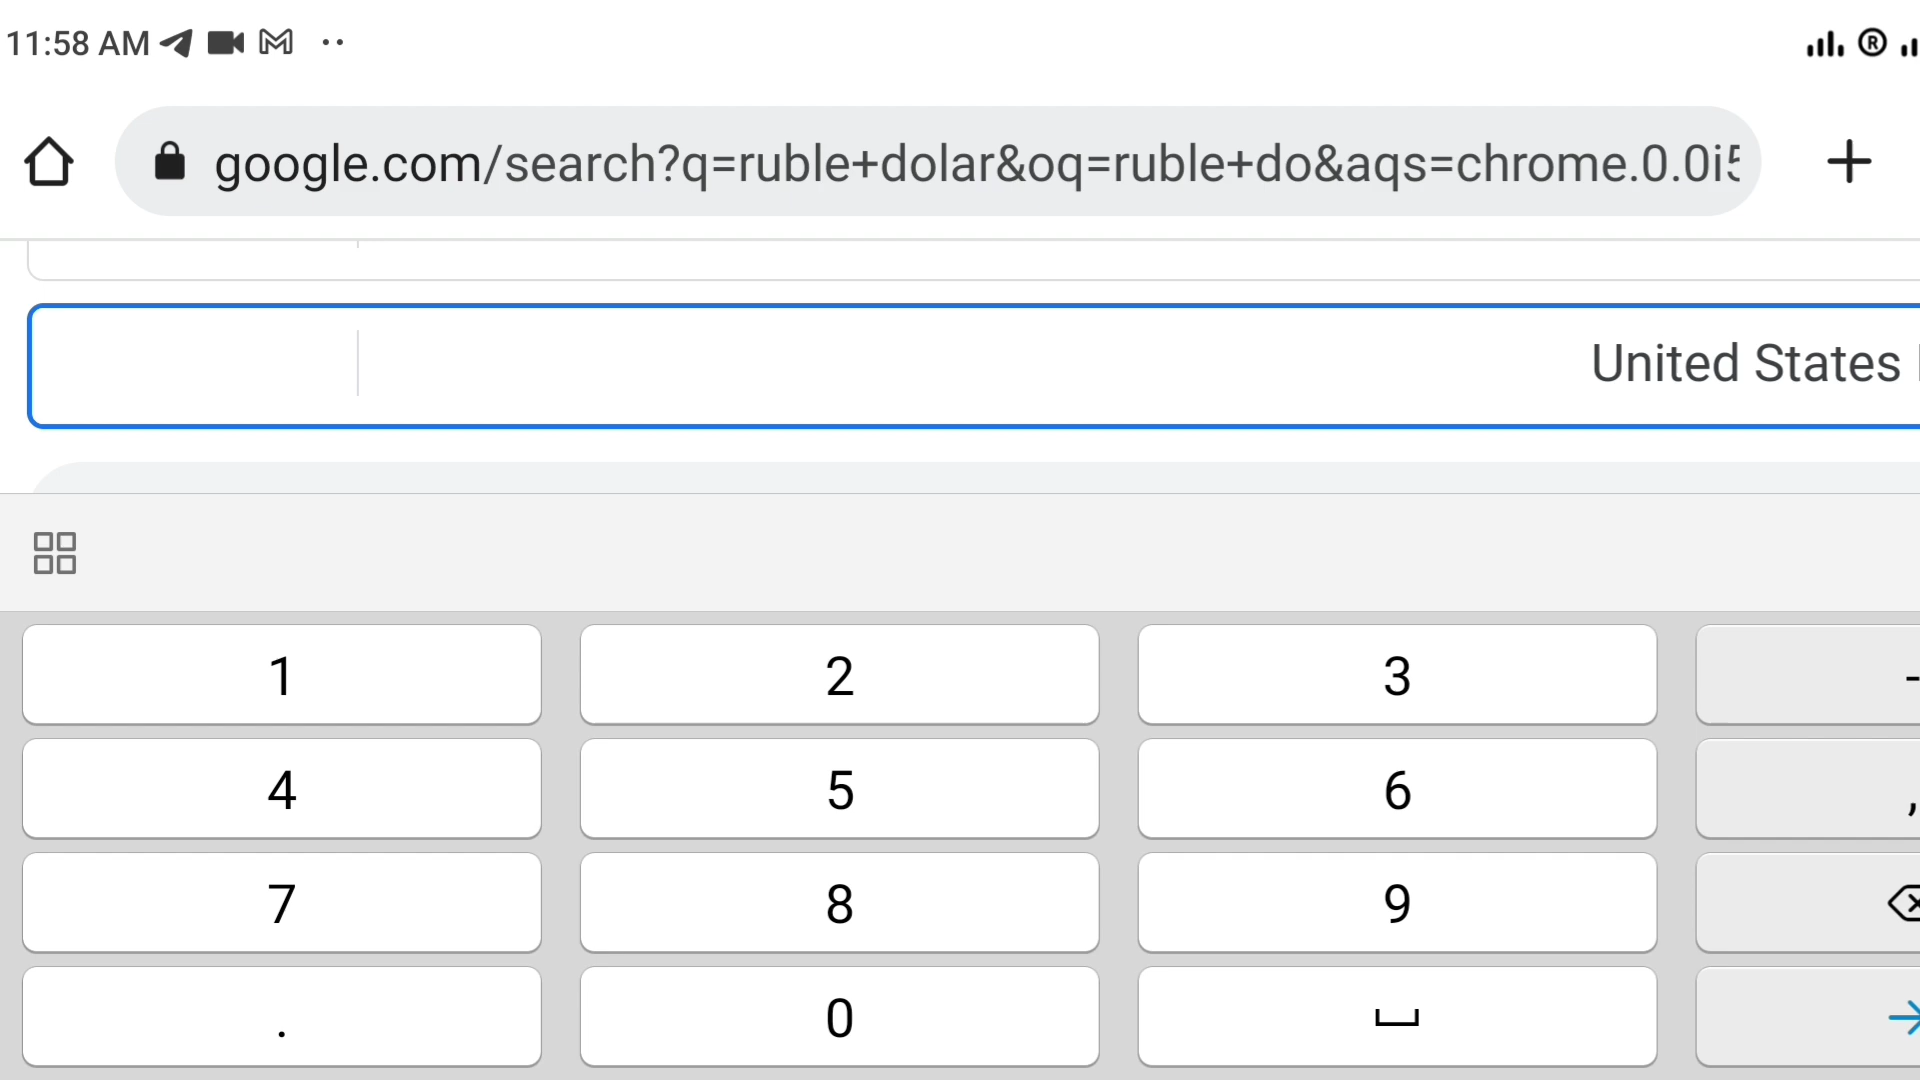 11:58 AM
google.com/search?q=ruble+dolar&oq=ruble+do&aqs=chrome.0.0i5
United States
1 2 3 -
4 5 6 ,
7 8 9
. 0